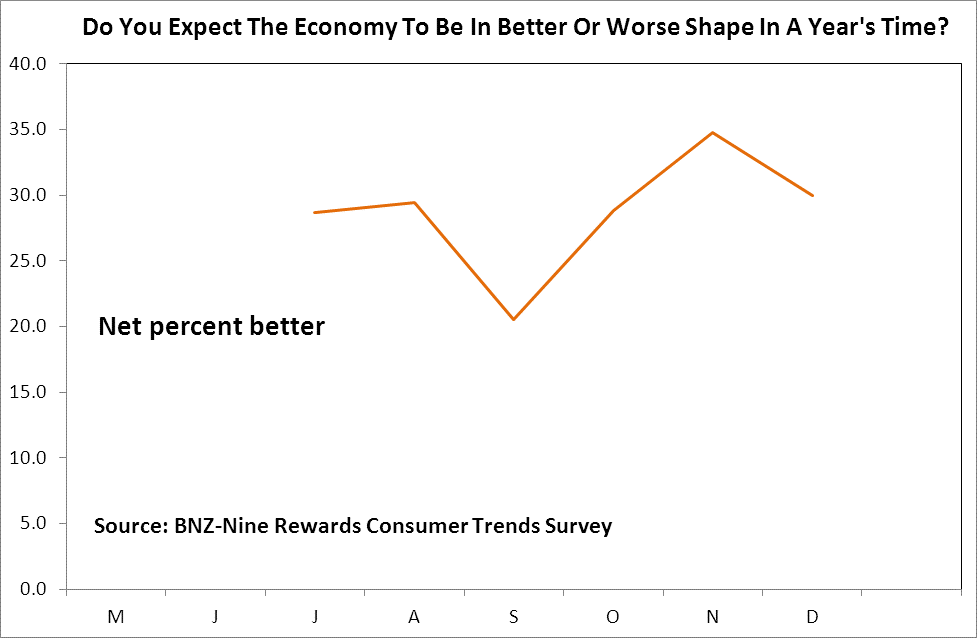 Do You Expect The Economy To Be In Better Or Worse Shape In A Year's Time?
40.0
35.0
30.0
25.0
20.0
Net percent better
15.0
10.0
5.0
Source: BNZ-Nine Rewards Consumer Trends Survey
0.0
M J J A S O N D